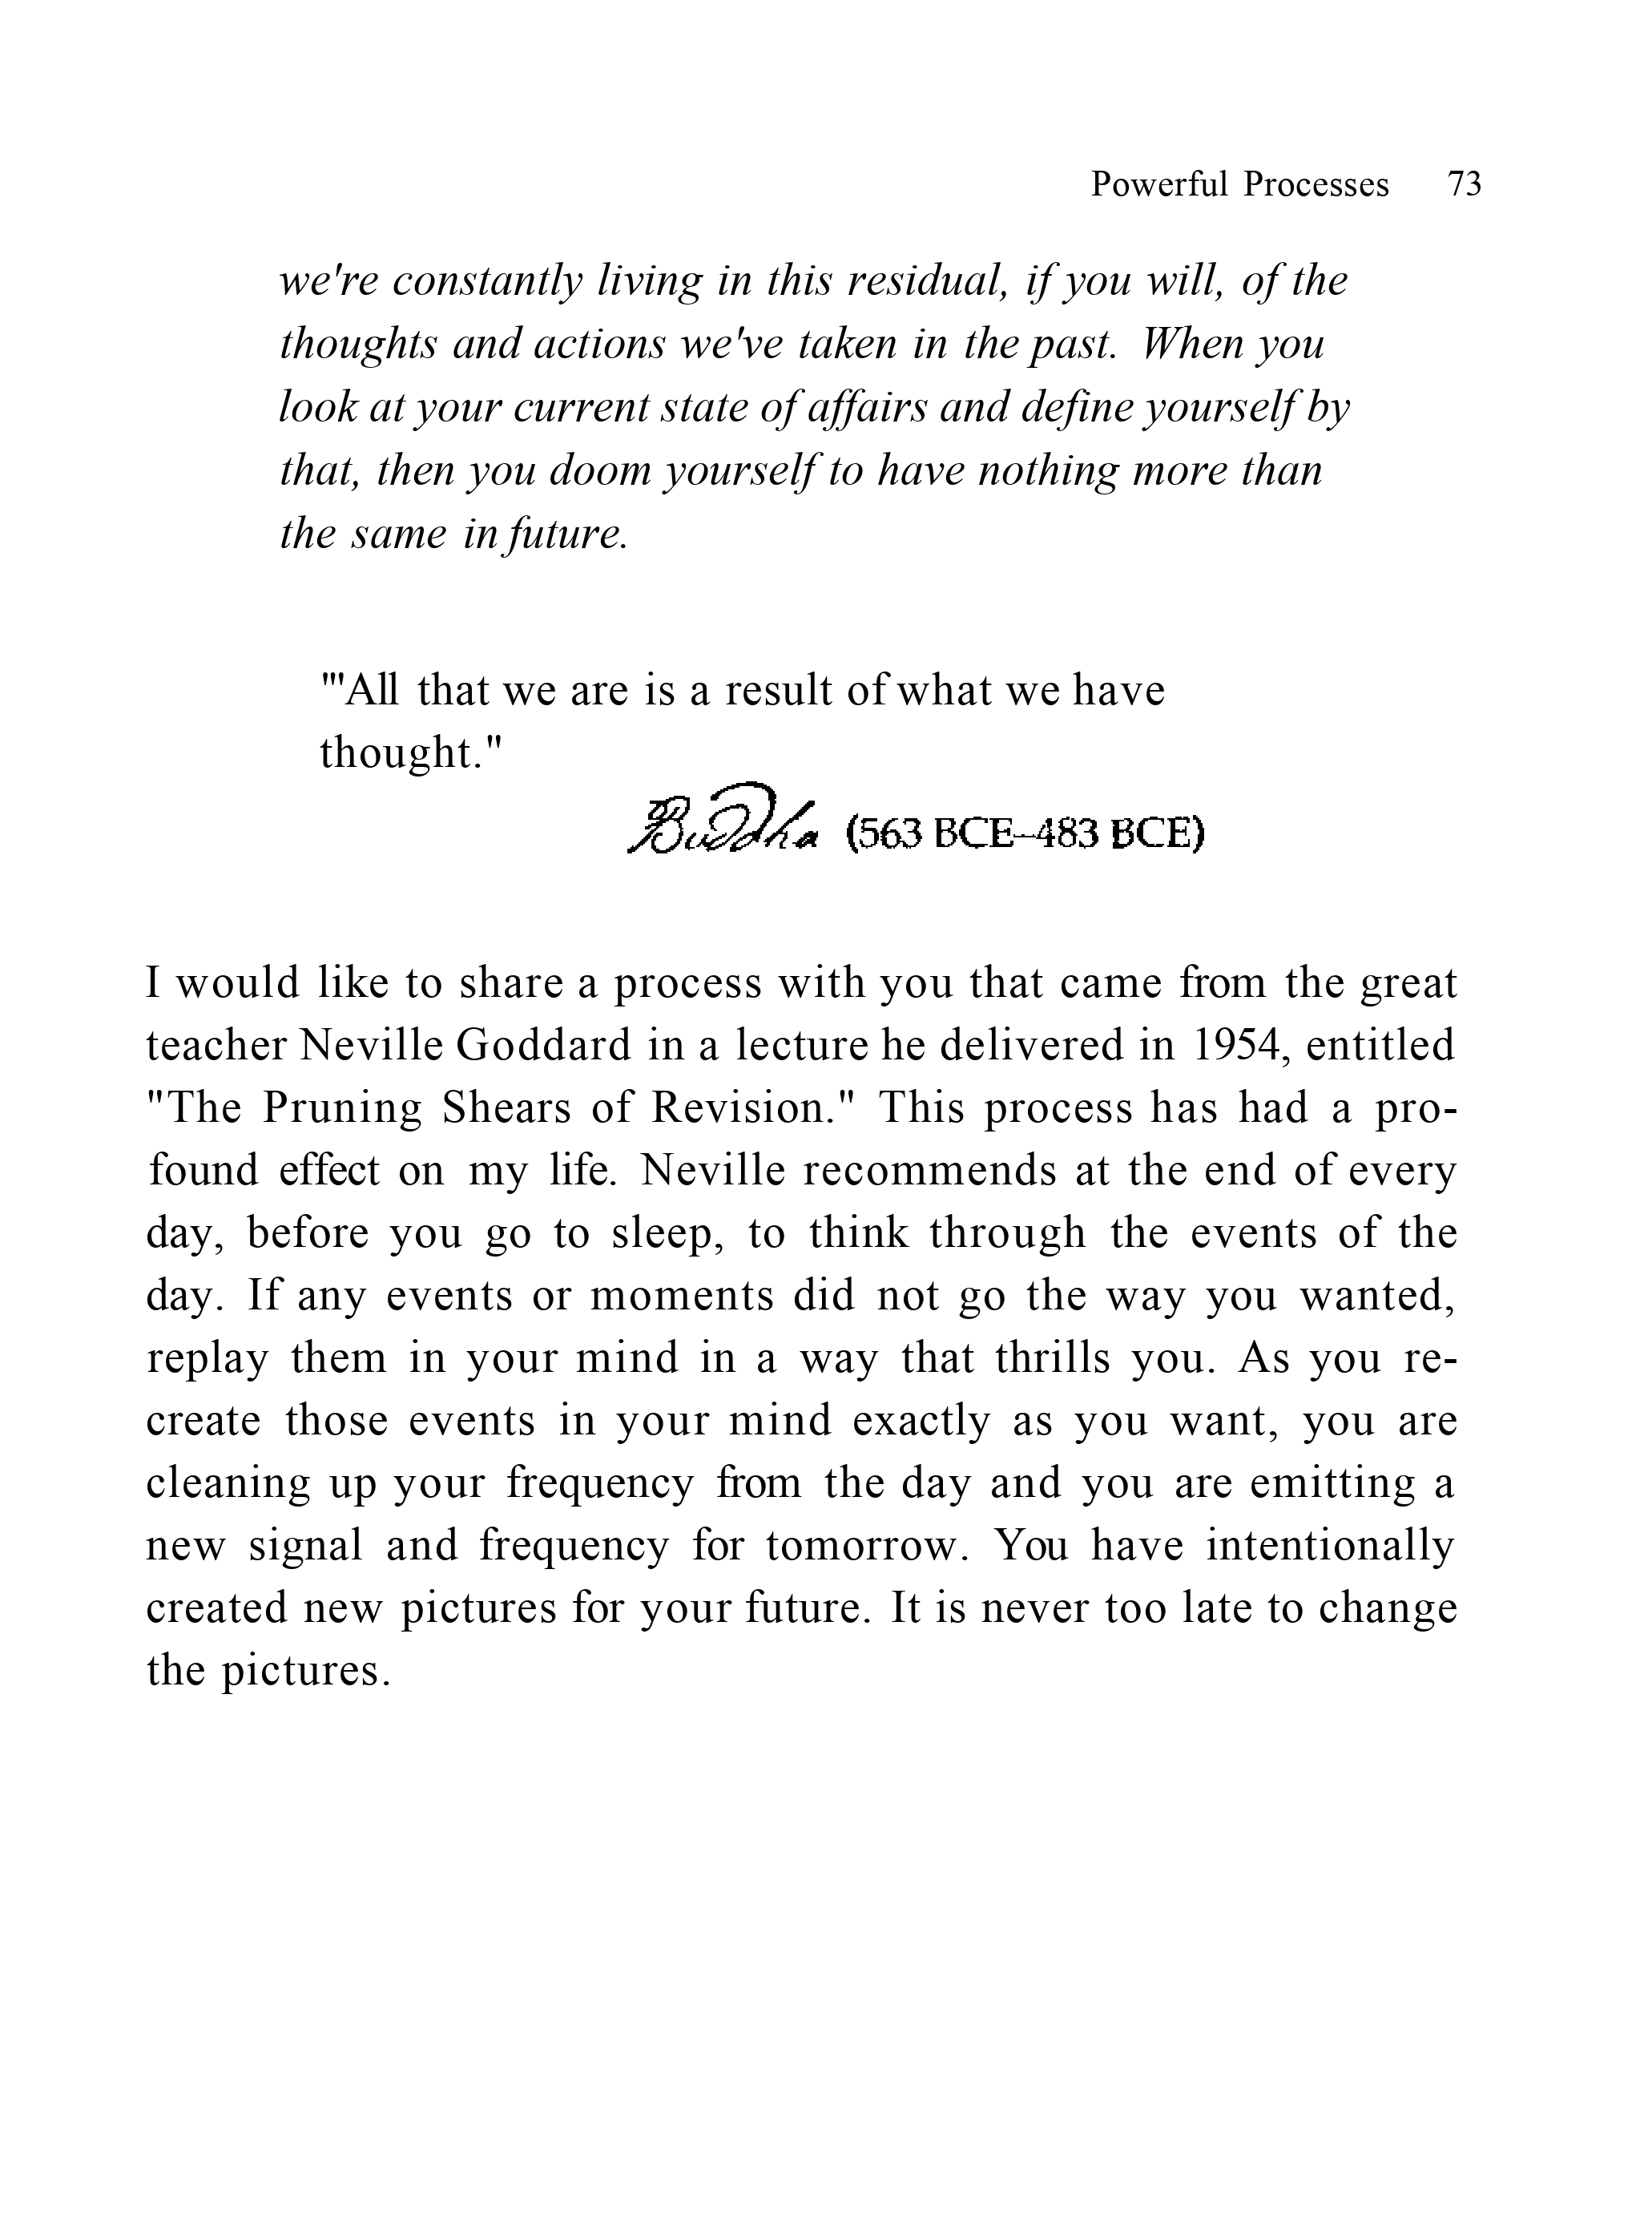 Powerful Processes 73
we're constantly living in this residual, if you will, of the
thoughts and actions we've taken in the past. When you
look at your current state of affairs and define yourself by
that, then you doom yourself to have nothing more than
the same in future.
"'All that we are is a result of what we have
thought."
Buddha (563 BCE–483 BCE)
I would like to share a process with you that came from the great
teacher Neville Goddard in a lecture he delivered in 1954, entitled
"The Pruning Shears of Revision." This process has had a pro-
found effect on my life. Neville recommends at the end of every
day, before you go to sleep, to think through the events of the
day. If any events or moments did not go the way you wanted,
replay them in your mind in a way that thrills you. As you re-
create those events in your mind exactly as you want, you are
cleaning up your frequency from the day and you are emitting a
new signal and frequency for tomorrow. You have intentionally
created new pictures for your future. It is never too late to change
the pictures.